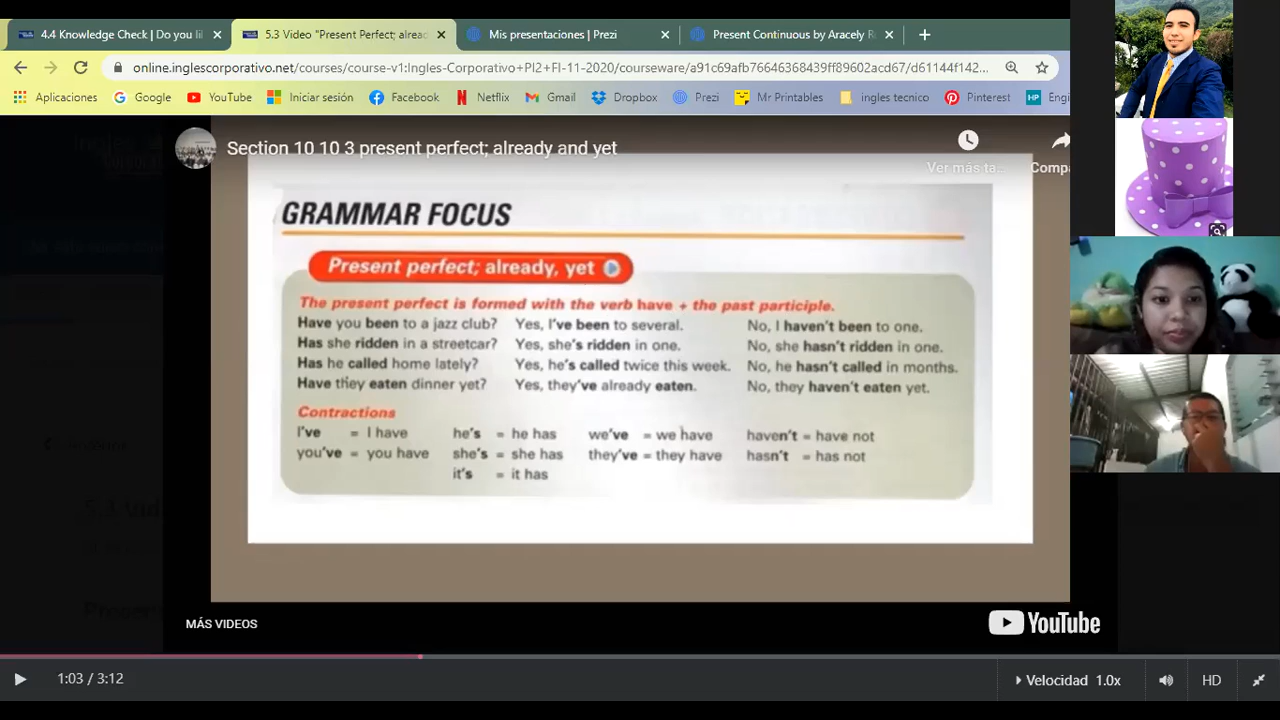 4.4 Knowledge Check | Do you lil
5.3 Video "Present Perfect; alread
Mis presentaciones | Prezi
Present Continuous by Aracely R
online.inglescorporativo.net/courses/course-v1:Ingles-Corporativo+PI2+FI-11-2020/courseware/a91c69afb76646368439ff89602acd67/d61144f142...
Aplicaciones Google YouTube Iniciar sesión Facebook Netflix Gmail Dropbox Prezi Mr Printables ingles tecnico Pinterest HP Engl
Section 10 10 3 present perfect; already and yet
Ver más ta...
Compa
GRAMMAR FOCUS
Present perfect; already, yet
The present perfect is formed with the verb have + the past participle.
Have you been to a jazz club? Yes, I've been to several. No, I haven't been to one.
Has she ridden in a streetcar? Yes, she's ridden in one. No, she hasn't ridden in one.
Has he called home lately? Yes, he's called twice this week. No, he hasn't called in months.
Have they eaten dinner yet? Yes, they've already eaten. No, they haven't eaten yet.
Contractions
I've = I have he's = he has we've = we have haven't = have not
you've = you have she's = she has they've = they have hasn't = has not
it's = it has
MÁS VIDEOS
YouTube
1:03 / 3:12
Velocidad 1.0x
HD